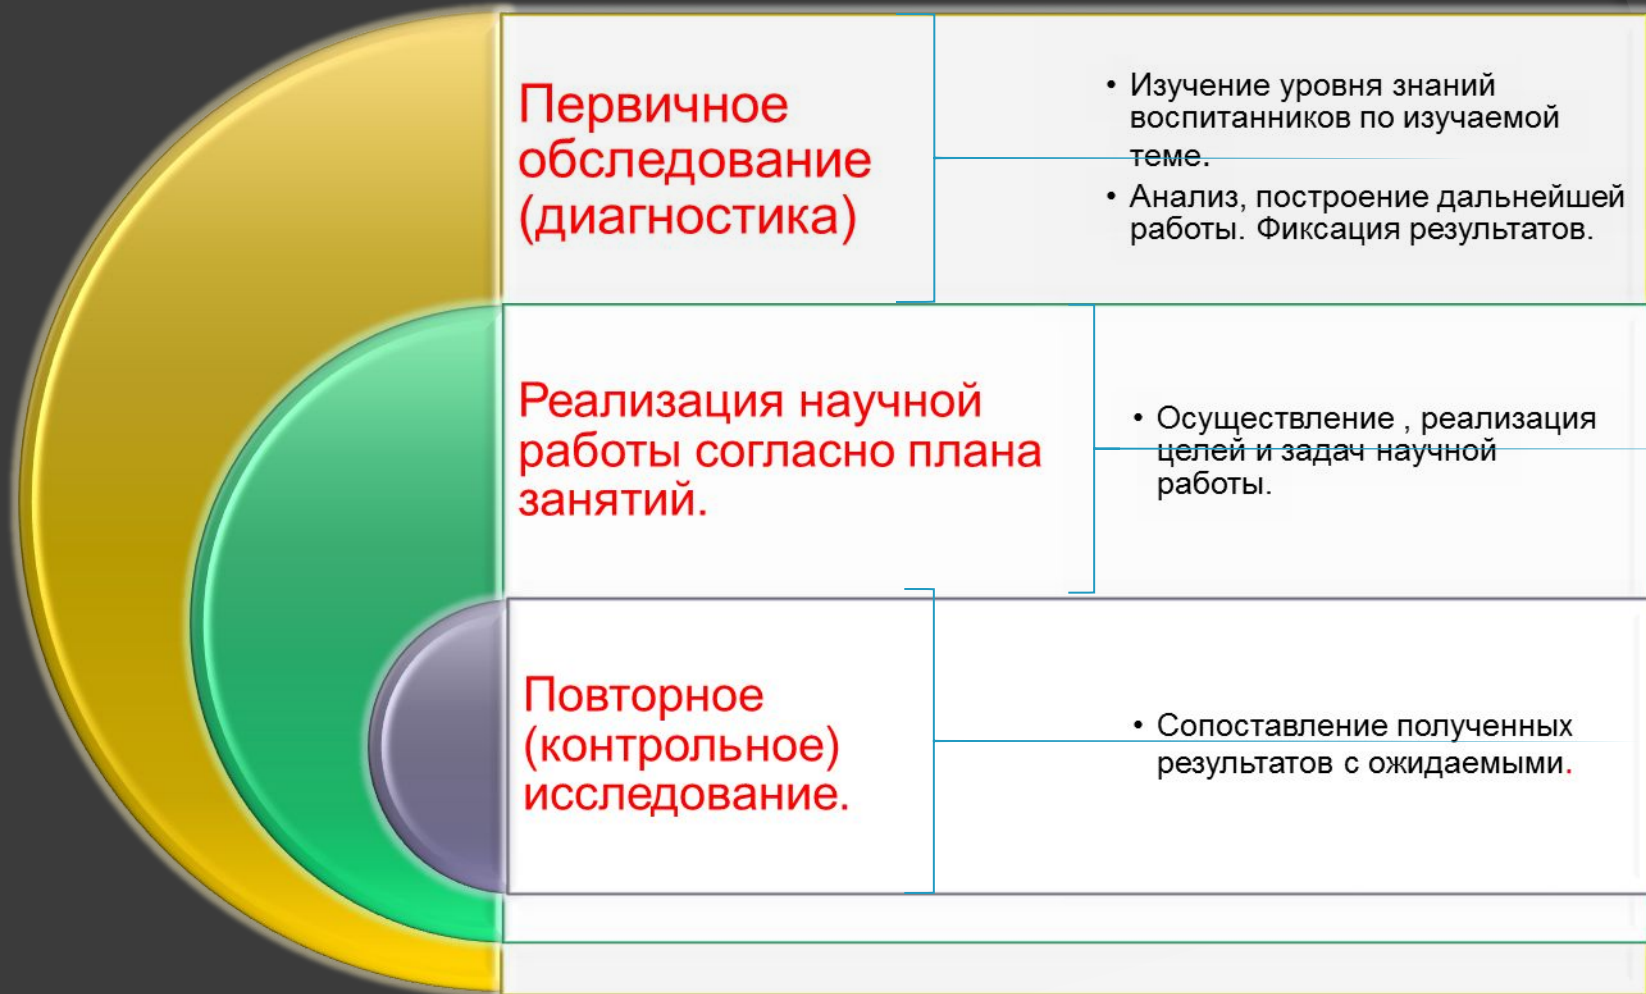 Первичное
обследование
(диагностика)
• Изучение уровня знаний
воспитанников по изучаемой
теме.
• Анализ, построение дальнейшей
работы. Фиксация результатов.
Реализация научной
работы согласно плана
занятий.
• Осуществление , реализация
целей и задач научной
работы.
Повторное
(контрольное)
исследование.
• Сопоставление полученных
результатов с ожидаемыми.